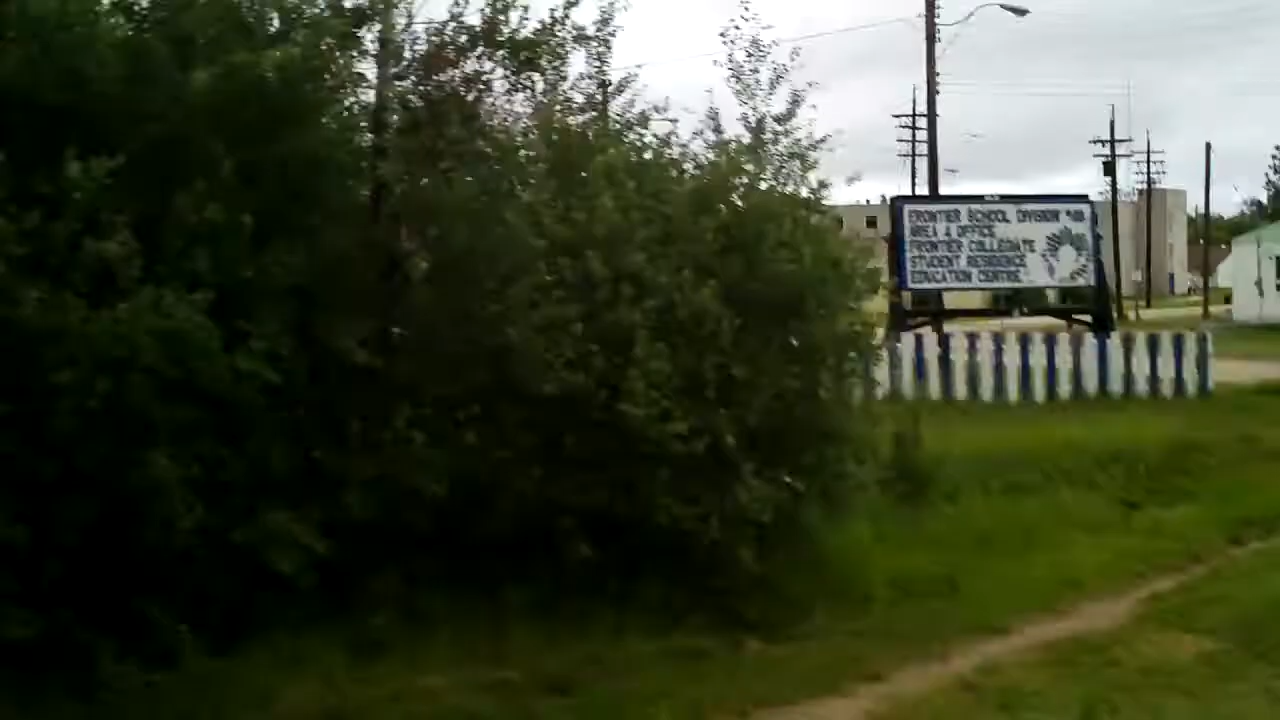 FRONTIER SCHOOL DIVISION #48
AREA 4 OFFICE
FRONTIER COLLEGIATE
STUDENT RESIDENCE
EDUCATION CENTRE